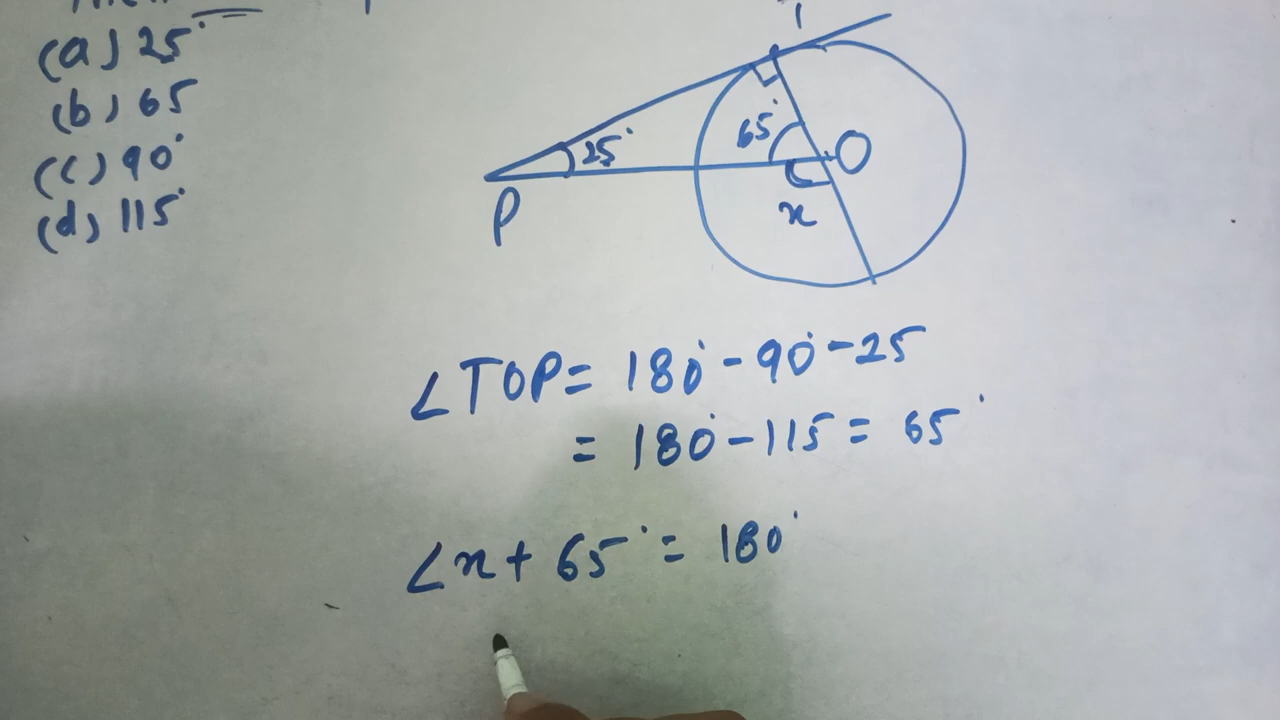 (a) 25°
(b) 65
(c) 90°
(d) 115°
T
25°
65°
O
P
x
∠TOP = 180° - 90° - 25
= 180° - 115 = 65°
∠x + 65° = 180°